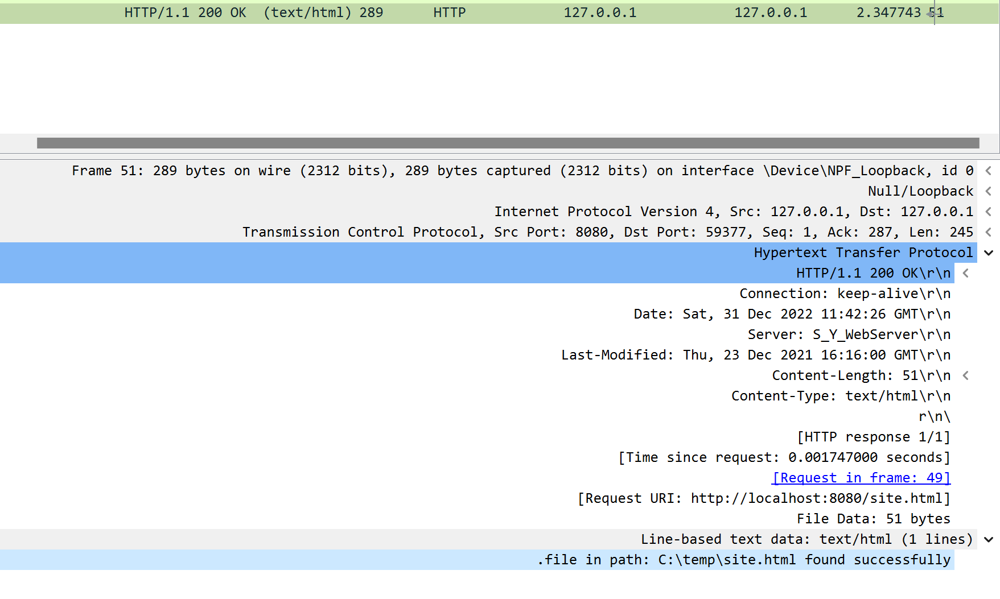 HTTP/1.1 200 OK  (text/html) 289 HTTP 127.0.0.1 127.0.0.1 2.347743 51
Frame 51: 289 bytes on wire (2312 bits), 289 bytes captured (2312 bits) on interface \Device\NPF_Loopback, id 0
Null/Loopback
Internet Protocol Version 4, Src: 127.0.0.1, Dst: 127.0.0.1
Transmission Control Protocol, Src Port: 8080, Dst Port: 59377, Seq: 1, Ack: 287, Len: 245
Hypertext Transfer Protocol
HTTP/1.1 200 OK\r\n
Connection: keep-alive\r\n
Date: Sat, 31 Dec 2022 11:42:26 GMT\r\n
Server: S_Y_WebServer\r\n
Last-Modified: Thu, 23 Dec 2021 16:16:00 GMT\r\n
Content-Length: 51\r\n
Content-Type: text/html\r\n
r\n\
[HTTP response 1/1]
[Time since request: 0.001747000 seconds]
[Request in frame: 49]
[Request URI: http://localhost:8080/site.html]
File Data: 51 bytes
Line-based text data: text/html (1 lines)
.file in path: C:\temp\site.html found successfully